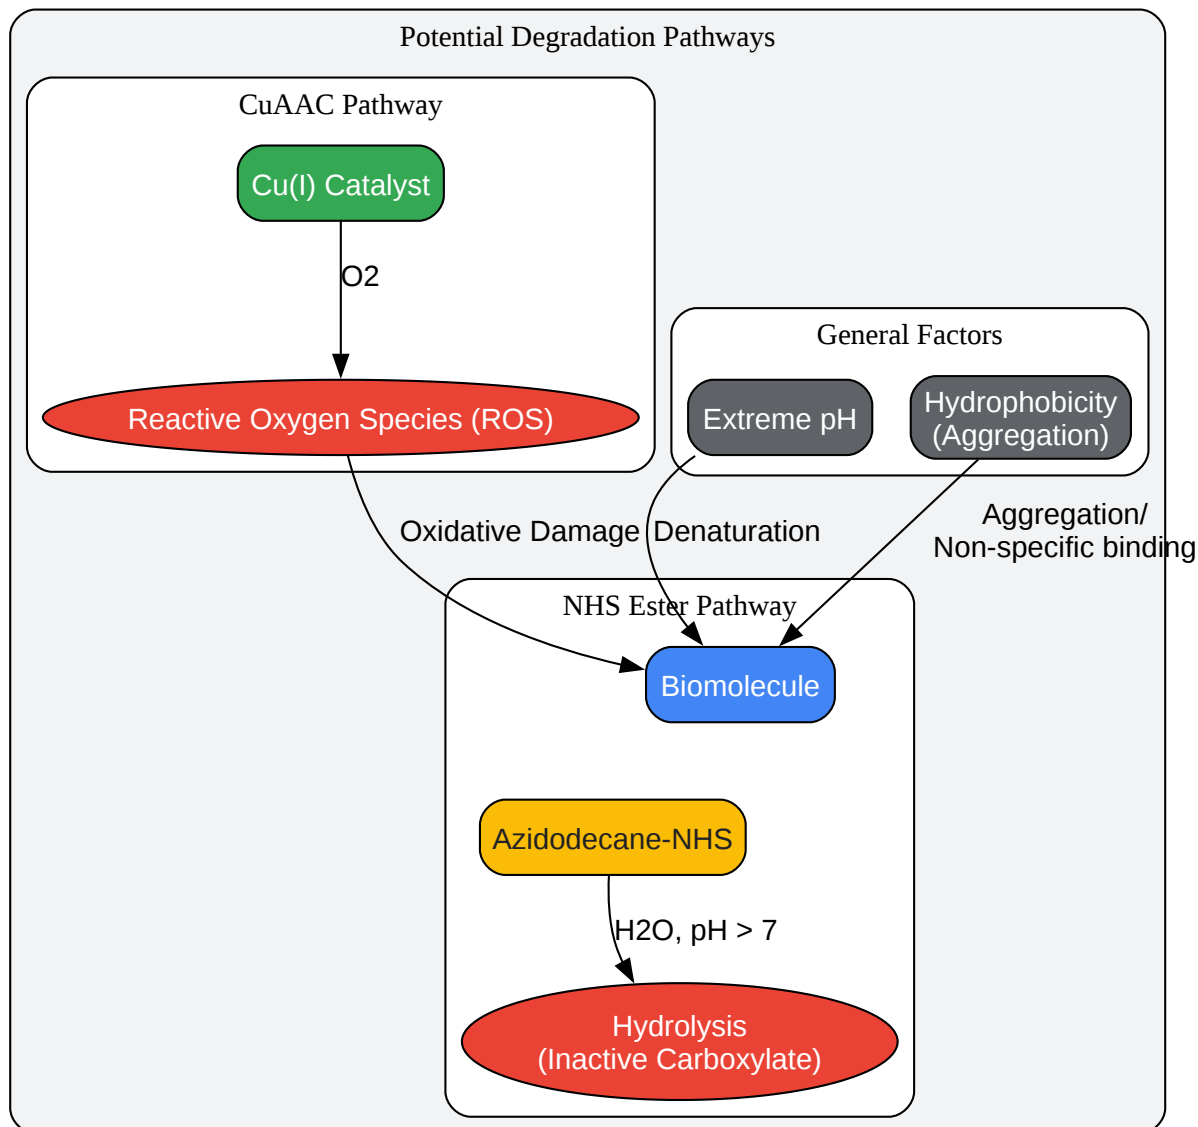 Potential Degradation Pathways
CuAAC Pathway
Cu(I) Catalyst
O2
Reactive Oxygen Species (ROS)
General Factors
Extreme pH
Hydrophobicity
(Aggregation)
Oxidative Damage
Denaturation
Aggregation/
Non-specific binding
NHS Ester Pathway
Biomolecule
Azidodecane-NHS
H2O, pH > 7
Hydrolysis
(Inactive Carboxylate)